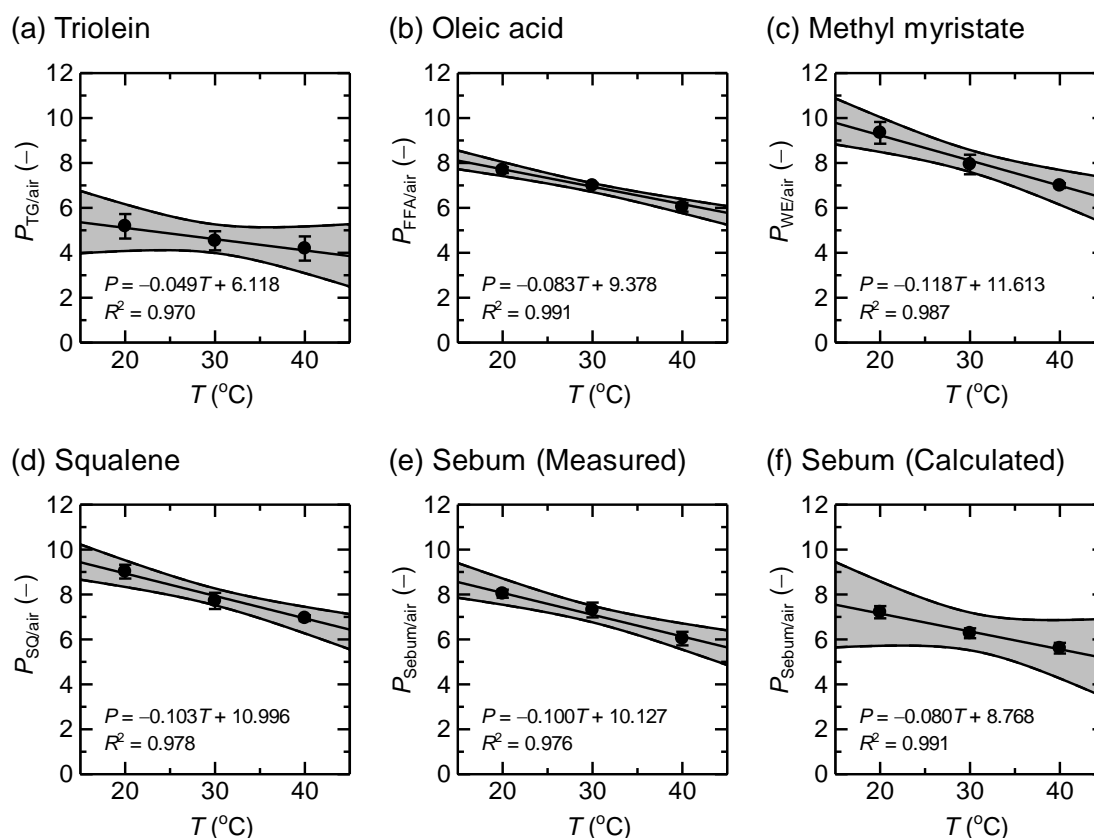 (a) Triolein
12
10
8
6
4
2
0
P_TG/air (−)
P = −0.049T + 6.118
R² = 0.970
20 30 40
T (°C)
(b) Oleic acid
12
10
8
6
4
2
0
P_FFA/air (−)
P = −0.083T + 9.378
R² = 0.991
20 30 40
T (°C)
(c) Methyl myristate
12
10
8
6
4
2
0
P_WE/air (−)
P = −0.118T + 11.613
R² = 0.987
20 30 40
T (°C)
(d) Squalene
12
10
8
6
4
2
0
P_SQ/air (−)
P = −0.103T + 10.996
R² = 0.978
20 30 40
T (°C)
(e) Sebum (Measured)
12
10
8
6
4
2
0
P_Sebum/air (−)
P = −0.100T + 10.127
R² = 0.976
20 30 40
T (°C)
(f) Sebum (Calculated)
12
10
8
6
4
2
0
P_Sebum/air (−)
P = −0.080T + 8.768
R² = 0.991
20 30 40
T (°C)